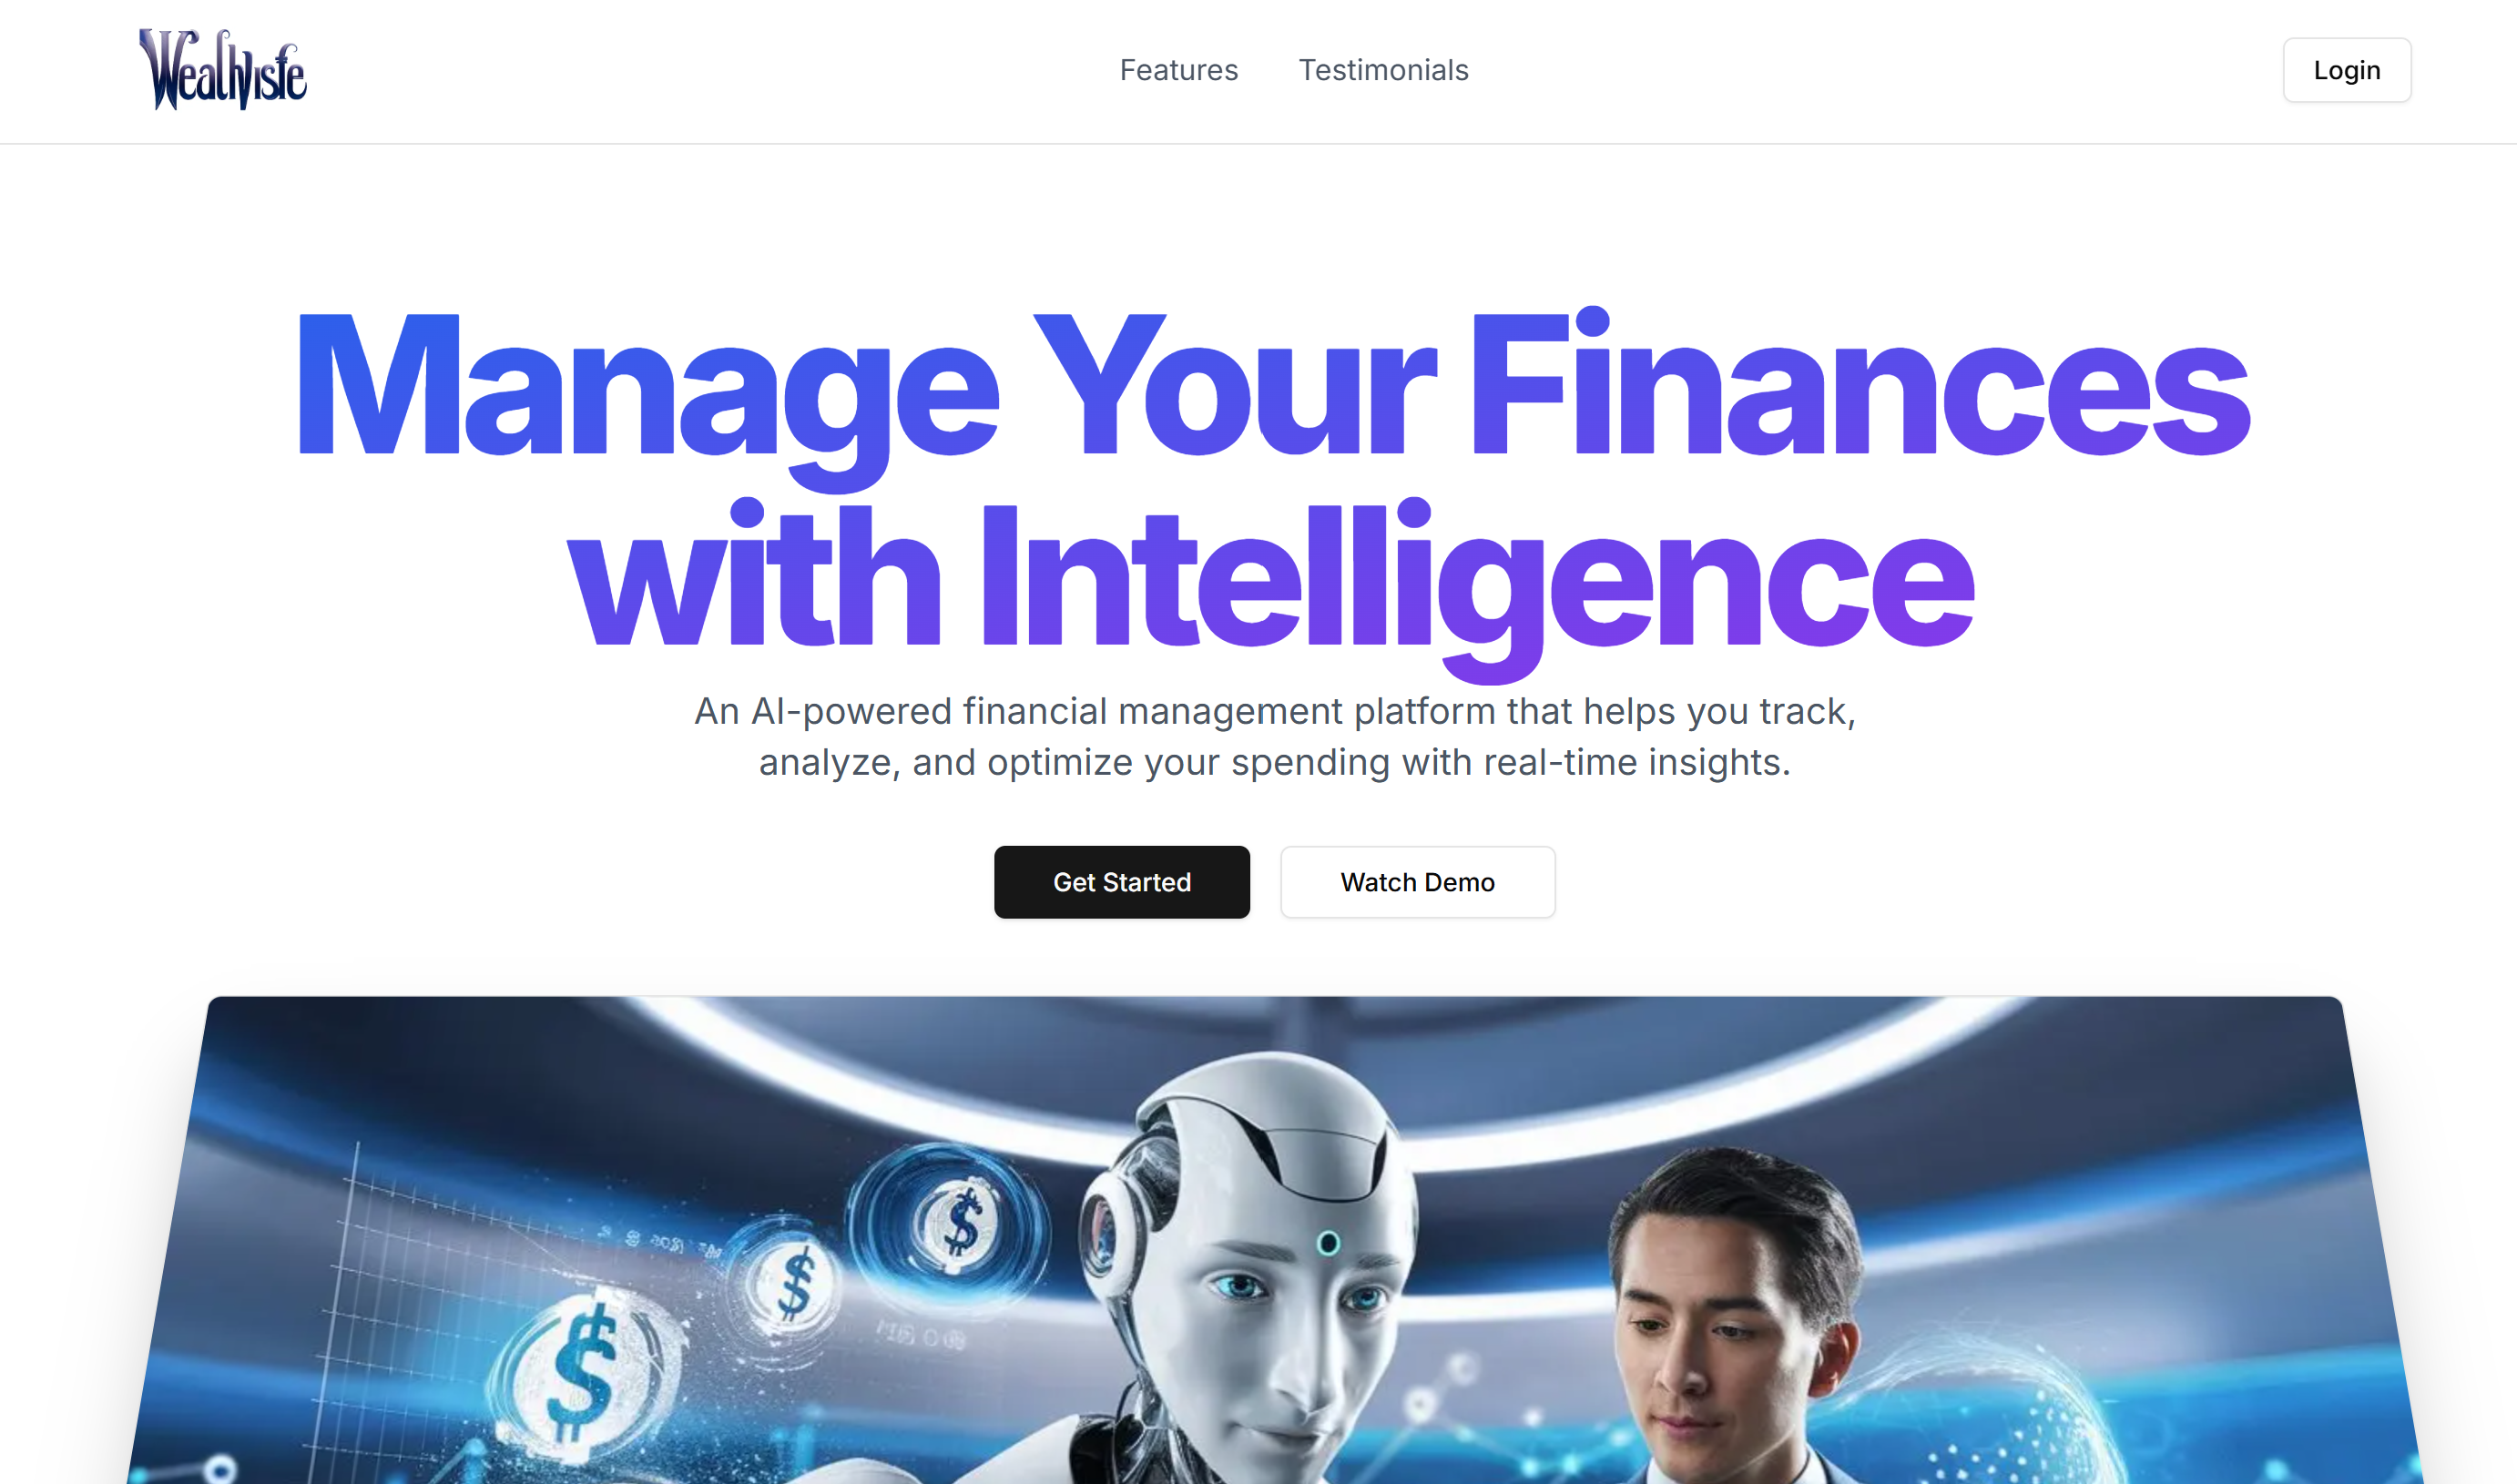 Features
Testimonials
Login
Manage Your Finances
with Intelligence
An AI-powered financial management platform that helps you track,
analyze, and optimize your spending with real-time insights.
Get Started
Watch Demo
$
$
$